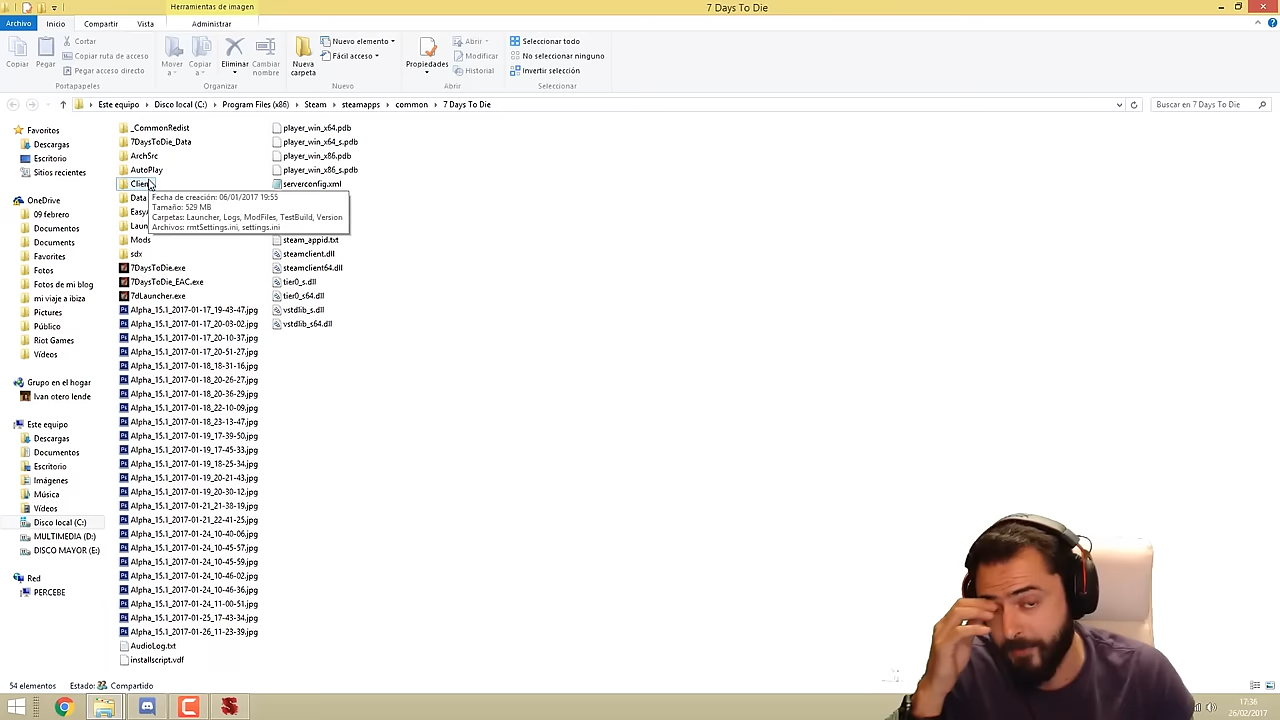 Herramientas de imagen
7 Days To Die
Archivo
Inicio
Compartir
Vista
Administrar
Copiar
Pegar
Cortar
Copiar ruta de acceso
Pegar acceso directo
Portapapeles
Mover a
Copiar a
Eliminar
Cambiar nombre
Organizar
Nueva carpeta
Nuevo elemento
Fácil acceso
Nuevo
Propiedades
Abrir
Modificar
Historial
Abrir
Seleccionar todo
No seleccionar ninguno
Invertir selección
Seleccionar
Este equipo
Disco local (C:)
Program Files (x86)
Steam
steamapps
common
7 Days To Die
Buscar en 7 Days To Die
Favoritos
Descargas
Escritorio
Sitios recientes
OneDrive
09 febrero
Documentos
Documents
Favorites
Fotos
Fotos de mi blog
mi viaje a ibiza
Pictures
Público
Riot Games
Vídeos
Grupo en el hogar
Ivan otero lende
Este equipo
Descargas
Documentos
Escritorio
Imágenes
Música
Vídeos
Disco local (C:)
MULTIMEDIA (D:)
DISCO MAYOR (E:)
Red
PERCEBE
_CommonRedist
7DaysToDie_Data
ArchSrc
AutoPlay
Clien
Data
Easy
Laun
Mods
sdx
7DaysToDie.exe
7DaysToDie_EAC.exe
7dLauncher.exe
Alpha_15.1_2017-01-17_19-43-47.jpg
Alpha_15.1_2017-01-17_20-03-02.jpg
Alpha_15.1_2017-01-17_20-10-37.jpg
Alpha_15.1_2017-01-17_20-51-27.jpg
Alpha_15.1_2017-01-18_18-31-16.jpg
Alpha_15.1_2017-01-18_20-26-27.jpg
Alpha_15.1_2017-01-18_20-36-29.jpg
Alpha_15.1_2017-01-18_22-10-09.jpg
Alpha_15.1_2017-01-18_23-13-47.jpg
Alpha_15.1_2017-01-19_17-39-50.jpg
Alpha_15.1_2017-01-19_17-45-33.jpg
Alpha_15.1_2017-01-19_18-25-34.jpg
Alpha_15.1_2017-01-19_20-21-43.jpg
Alpha_15.1_2017-01-19_20-30-12.jpg
Alpha_15.1_2017-01-21_21-38-19.jpg
Alpha_15.1_2017-01-21_22-41-25.jpg
Alpha_15.1_2017-01-24_10-40-06.jpg
Alpha_15.1_2017-01-24_10-45-57.jpg
Alpha_15.1_2017-01-24_10-45-59.jpg
Alpha_15.1_2017-01-24_10-46-02.jpg
Alpha_15.1_2017-01-24_10-46-36.jpg
Alpha_15.1_2017-01-24_11-00-51.jpg
Alpha_15.1_2017-01-25_17-43-34.jpg
Alpha_15.1_2017-01-26_11-23-39.jpg
AudioLog.txt
installscript.vdf
player_win_x64.pdb
player_win_x64_s.pdb
player_win_x86.pdb
player_win_x86_s.pdb
serverconfig.xml
Fecha de creación: 06/01/2017 19:55
Tamaño: 529 MB
Carpetas: Launcher, Logs, ModFiles, TestBuild, Version
Archivos: rmtSettings.ini, settings.ini
steam_appid.txt
steamclient.dll
steamclient64.dll
tier0_s.dll
tier0_s64.dll
vstdlib_s.dll
vstdlib_s64.dll
54 elementos
Estado:
Compartido
17:36
26/02/2017